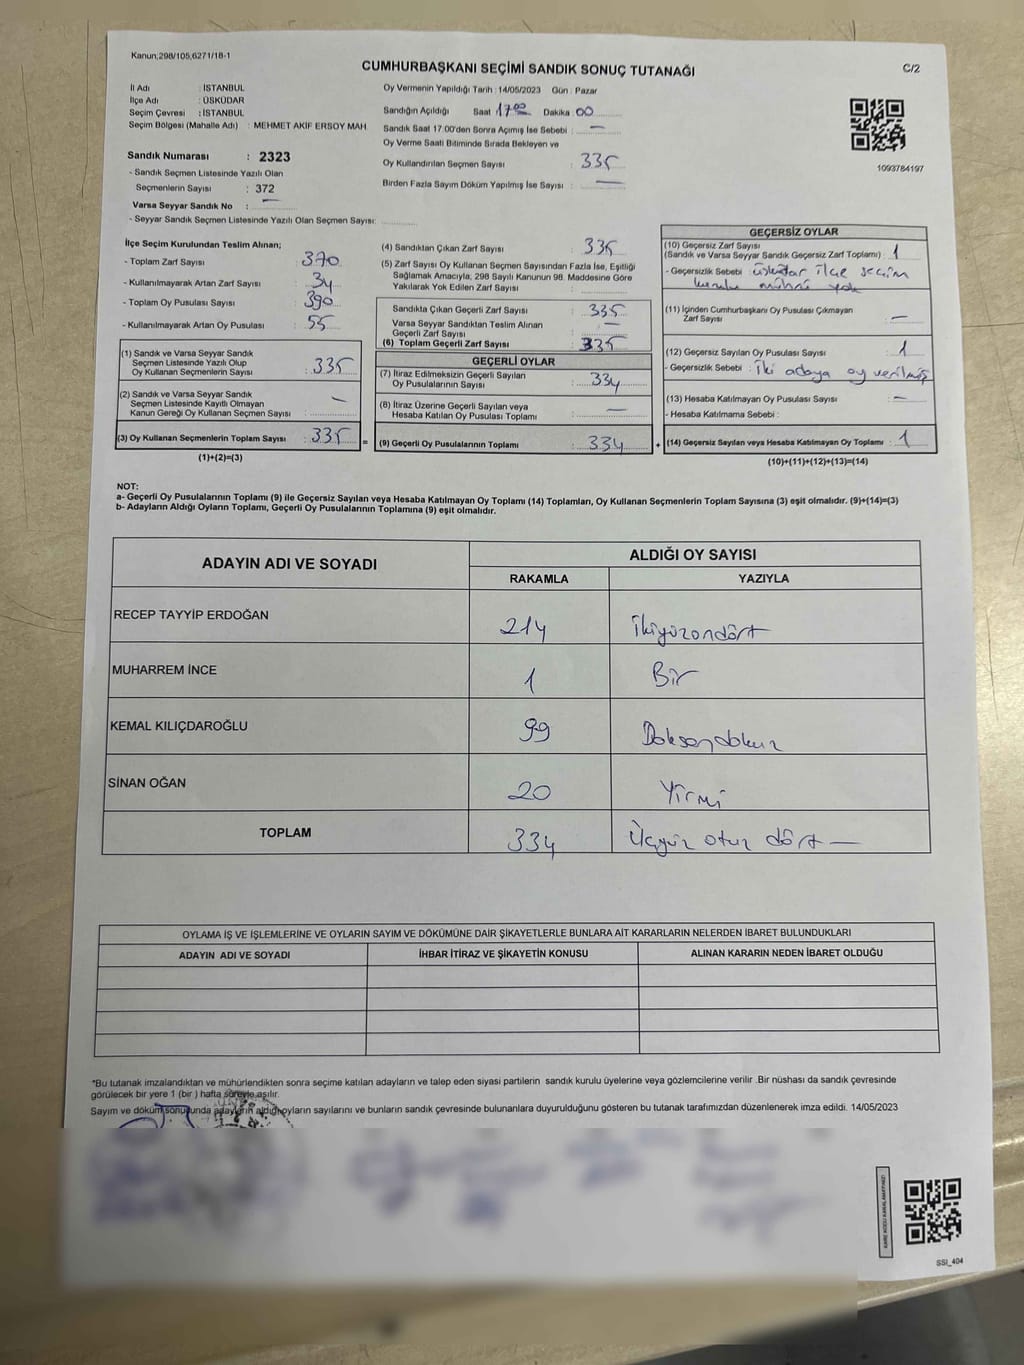 Kanun;298/105,6271/18-1
CUMHURBAŞKANI SEÇİMİ SANDIK SONUÇ TUTANAĞI
C/2
İl Adı : İSTANBUL
İlçe Adı : ÜSKÜDAR
Seçim Çevresi : İSTANBUL
Seçim Bölgesi (Mahalle Adı) : MEHMET AKİF ERSOY MAH
Sandık Numarası : 2323
- Sandık Seçmen Listesinde Yazılı Olan
Seçmenlerin Sayısı : 372
Varsa Seyyar Sandık No : —
- Seyyar Sandık Seçmen Listesinde Yazılı Olan Seçmen Sayısı:
Oy Vermenin Yapıldığı Tarih : 14/05/2023 Gün : Pazar
Sandığın Açıldığı Saat 17:00 Dakika : 00
Sandık Saat 17:00'den Sonra Açımış İse Sebebi : —
Oy Verme Saati Bitiminde Sırada Bekleyen ve
Oy Kullandırılan Seçmen Sayısı : 335
Birden Fazla Sayım Döküm Yapılmış İse Sayısı : —
1093784197
İlçe Seçim Kurulundan Teslim Alınan;
- Toplam Zarf Sayısı : 370
- Kullanılmayarak Artan Zarf Sayısı : 34
- Toplam Oy Pusulası Sayısı : 390
- Kullanılmayarak Artan Oy Pusulası : 55
(1) Sandık ve Varsa Seyyar Sandık
Seçmen Listesinde Yazılı Olup
Oy Kullanan Seçmenlerin Sayısı : 335
(2) Sandık ve Varsa Seyyar Sandık
Seçmen Listesinde Kayıtlı Olmayan
Kanun Gereği Oy Kullanan Seçmen Sayısı : —
(3) Oy Kullanan Seçmenlerin Toplam Sayısı : 335 =
(1)+(2)=(3)
(4) Sandıktan Çıkan Zarf Sayısı : 335
(5) Zarf Sayısı Oy Kullanan Seçmen Sayısından Fazla İse, Eşitliği
Sağlamak Amacıyla, 298 Sayılı Kanunun 98. Maddesine Göre
Yakılarak Yok Edilen Zarf Sayısı :
Sandıkta Çıkan Geçerli Zarf Sayısı : 335
Varsa Seyyar Sandıktan Teslim Alınan
Geçerli Zarf Sayısı : —
(6) Toplam Geçerli Zarf Sayısı : 335
GEÇERLİ OYLAR
(7) İtiraz Edilmeksizin Geçerli Sayılan
Oy Pusulalarının Sayısı : 334
(8) İtiraz Üzerine Geçerli Sayılan veya
Hesaba Katılan Oy Pusulası Toplamı : —
(9) Geçerli Oy Pusulalarının Toplamı : 334 +
GEÇERSİZ OYLAR
(10) Geçersiz Zarf Sayısı
(Sandık ve Varsa Seyyar Sandık Geçersiz Zarf Toplamı) : 1
- Geçersizlik Sebebi : üsküdar ilçe seçim
kurulu mührü yok
(11) İçinden Cumhurbaşkanı Oy Pusulası Çıkmayan
Zarf Sayısı : —
(12) Geçersiz Sayılan Oy Pusulası Sayısı : 1
- Geçersizlik Sebebi : İki adaya oy verilmiş
(13) Hesaba Katılmayan Oy Pusulası Sayısı : —
- Hesaba Katılmama Sebebi :
(14) Geçersiz Sayılan veya Hesaba Katılmayan Oy Toplamı : 1
(10)+(11)+(12)+(13)=(14)
NOT:
a- Geçerli Oy Pusulalarının Toplamı (9) ile Geçersiz Sayılan veya Hesaba Katılmayan Oy Toplamı (14) Toplamları, Oy Kullanan Seçmenlerin Toplam Sayısına (3) eşit olmalıdır. (9)+(14)=(3)
b- Adayların Aldığı Oyların Toplamı, Geçerli Oy Pusulalarının Toplamına (9) eşit olmalıdır.
ADAYIN ADI VE SOYADI
ALDIĞI OY SAYISI
RAKAMLA YAZIYLA
RECEP TAYYİP ERDOĞAN 214 İkiyüzondört
MUHARREM İNCE 1 Bir
KEMAL KILIÇDAROĞLU 99 Doksandokuz
SİNAN OĞAN 20 Yirmi
TOPLAM 334 Üçyüz otuz dört —
OYLAMA İŞ VE İŞLEMLERİNE VE OYLARIN SAYIM VE DÖKÜMÜNE DAİR ŞİKAYETLERLE BUNLARA AİT KARARLARIN NELERDEN İBARET BULUNDUKLARI
ADAYIN ADI VE SOYADI İHBAR İTİRAZ VE ŞİKAYETİN KONUSU ALINAN KARARIN NEDEN İBARET OLDUĞU
*Bu tutanak imzalandıktan ve mühürlendikten sonra seçime katılan adayların ve talep eden siyasi partilerin sandık kurulu üyelerine veya gözlemcilerine verilir .Bir nüshası da sandık çevresinde
görülecek bir yere 1 (bir ) hafta süreyle asılır.
Sayım ve döküm sonucunda adayların aldığı oyların sayılarını ve bunların sandık çevresinde bulunanlara duyurulduğunu gösteren bu tutanak tarafımızdan düzenlenerek imza edildi. 14/05/2023
KARE KODU KARALAMAYINIZ!
SSI_404